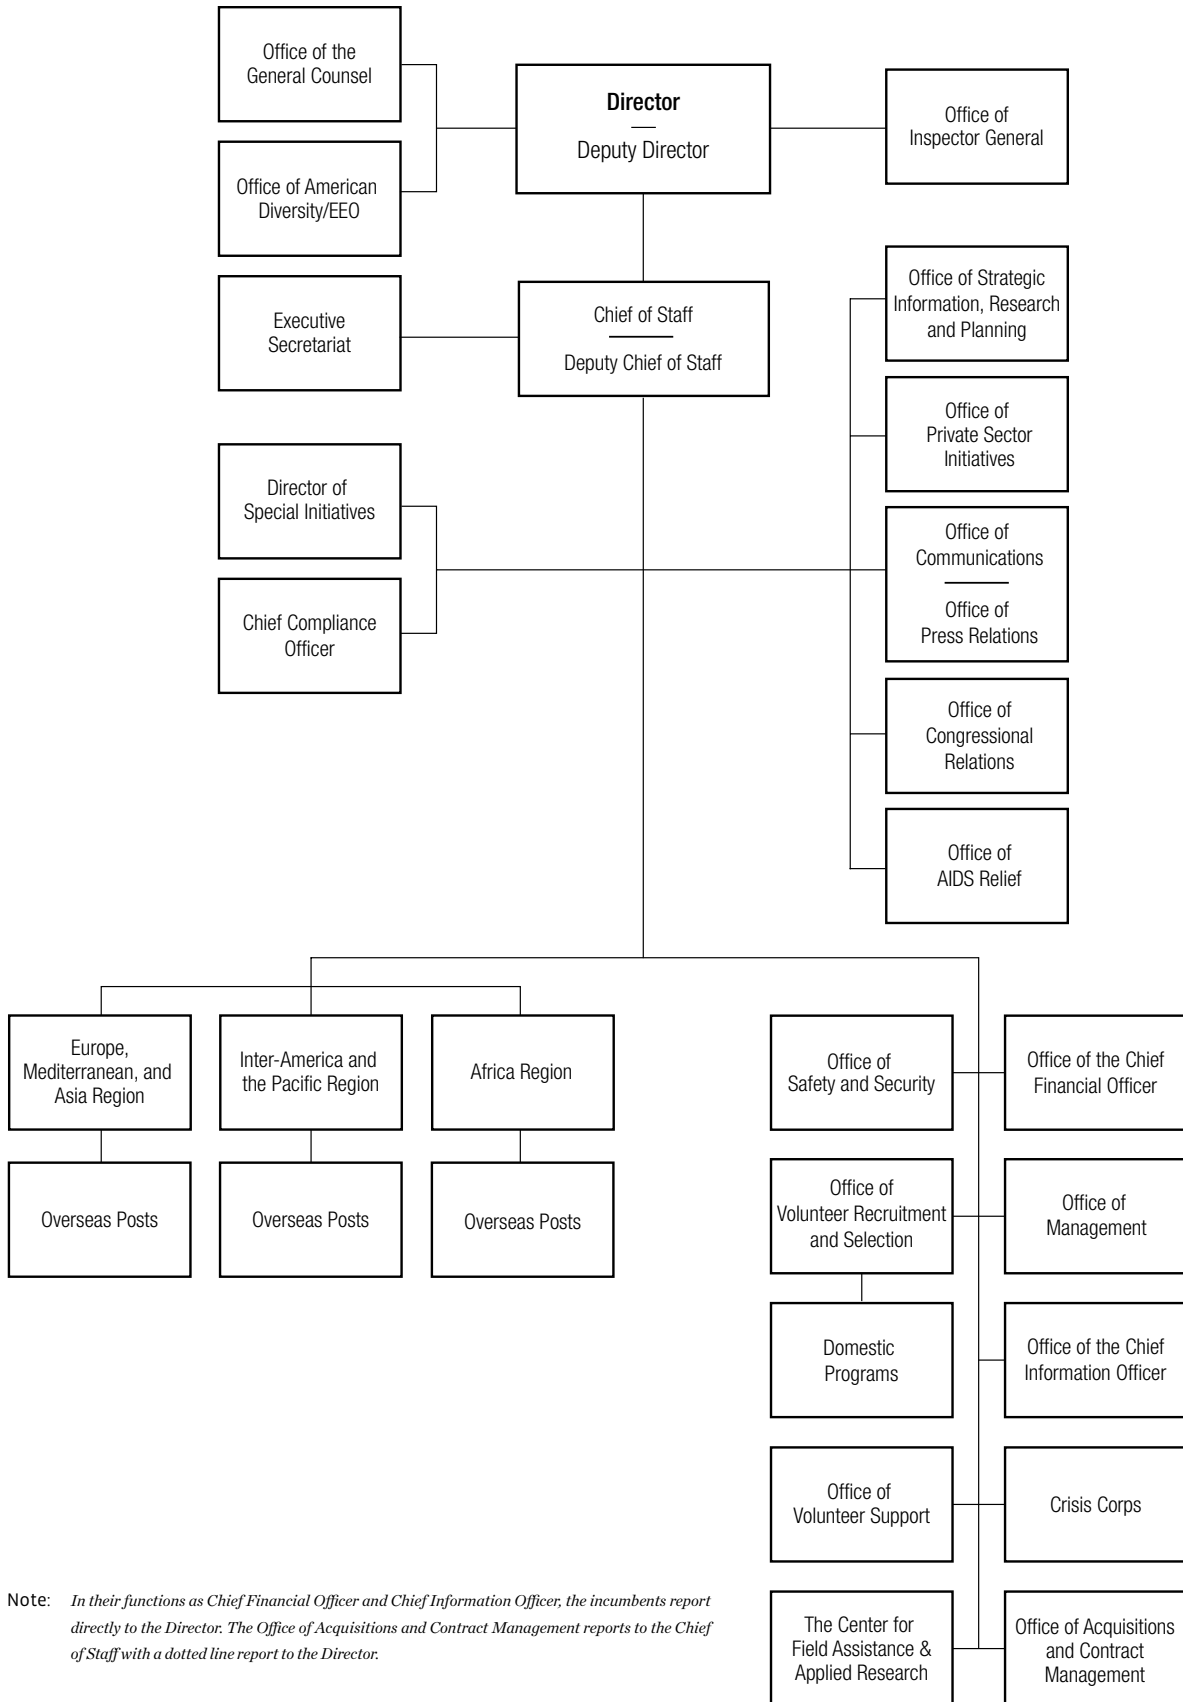 Office of the
General Counsel
Director
Deputy Director
Office of
Inspector General
Office of American
Diversity/EEO
Executive
Secretariat
Chief of Staff
Deputy Chief of Staff
Office of Strategic
Information, Research
and Planning
Office of
Private Sector
Initiatives
Director of
Special Initiatives
Office of
Communications
Office of
Press Relations
Chief Compliance
Officer
Office of
Congressional
Relations
Office of
AIDS Relief
Europe,
Mediterranean, and
Asia Region
Inter-America and
the Pacific Region
Africa Region
Office of
Safety and Security
Office of the Chief
Financial Officer
Overseas Posts
Overseas Posts
Overseas Posts
Office of
Volunteer Recruitment
and Selection
Office of
Management
Domestic
Programs
Office of the Chief
Information Officer
Office of
Volunteer Support
Crisis Corps
The Center for
Field Assistance &
Applied Research
Office of Acquisitions
and Contract
Management
Note: In their functions as Chief Financial Officer and Chief Information Officer, the incumbents report
directly to the Director. The Office of Acquisitions and Contract Management reports to the Chief
of Staff with a dotted line report to the Director.